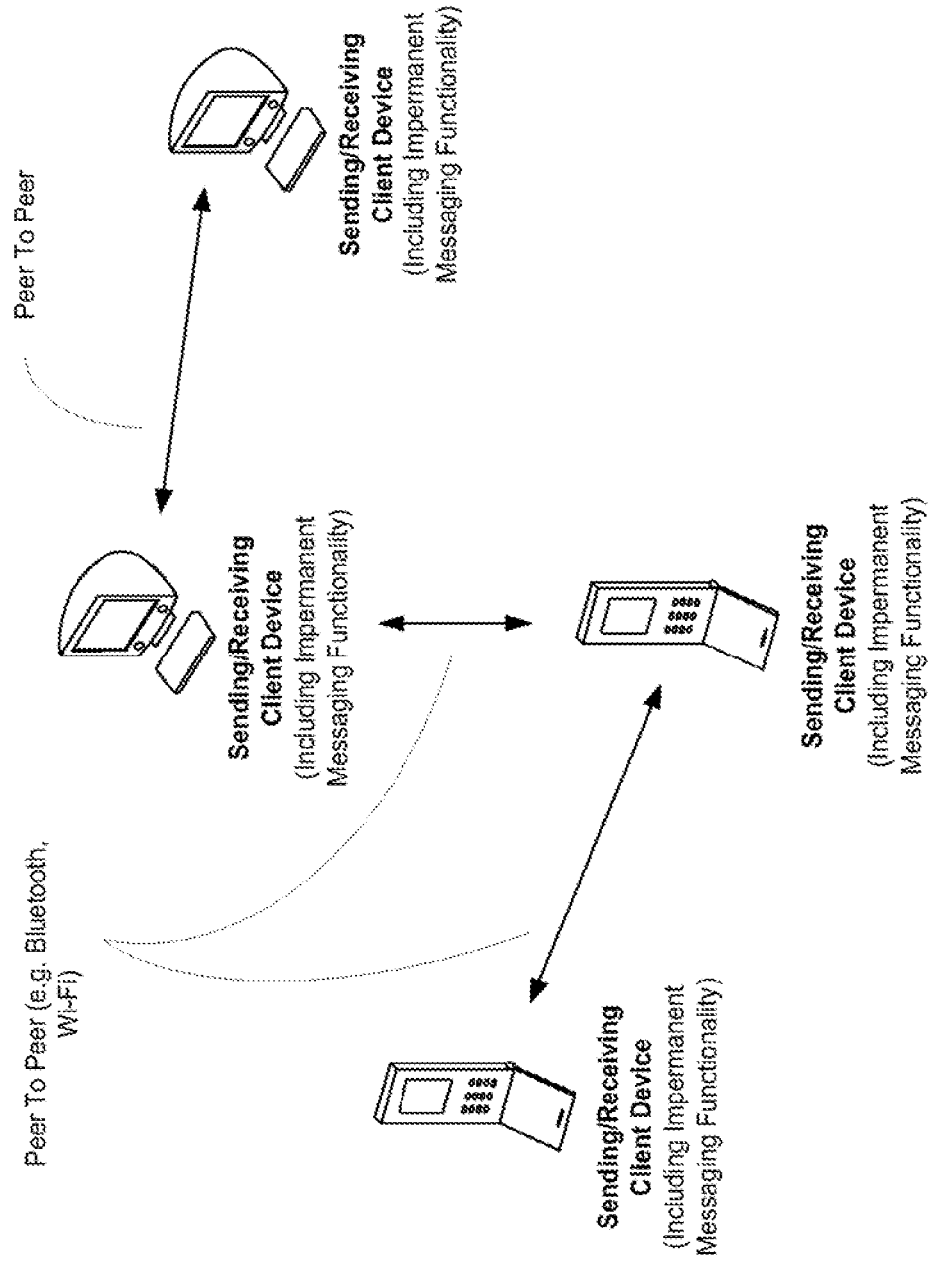 Peer To Peer (e.g. Bluetooth,
Wi-Fi)
Peer To Peer
Sending/Receiving
Client Device
(Including Impermanent
Messaging Functionality)
Sending/Receiving
Client Device
(Including Impermanent
Messaging Functionality)
Sending/Receiving
Client Device
(Including Impermanent
Messaging Functionality)
Sending/Receiving
Client Device
(Including Impermanent
Messaging Functionality)